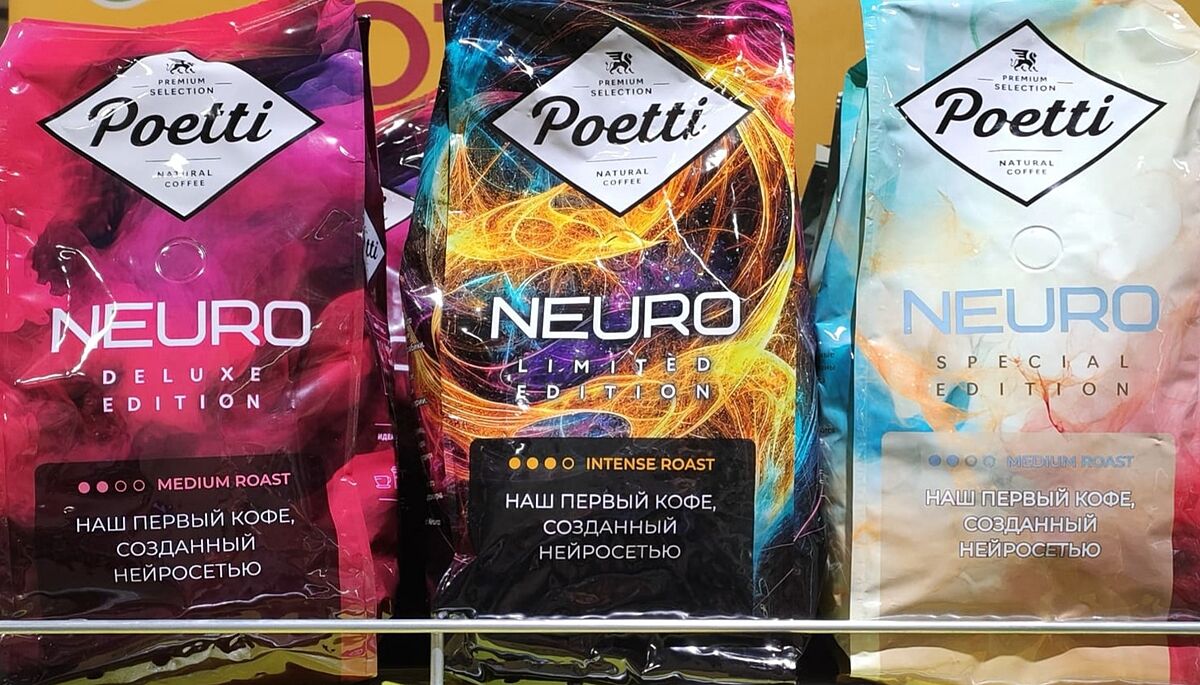 PREMIUM
SELECTION
Poetti
NATURAL
COFFEE
NEURO
DELUXE
EDITION
MEDIUM ROAST
НАШ ПЕРВЫЙ КОФЕ,
СОЗДАННЫЙ
НЕЙРОСЕТЬЮ
PREMIUM
SELECTION
Poetti
NATURAL
COFFEE
NEURO
LIMITED
EDITION
INTENSE ROAST
НАШ ПЕРВЫЙ КОФЕ,
СОЗДАННЫЙ
НЕЙРОСЕТЬЮ
PREMIUM
SELECTION
Poetti
NATURAL
COFFEE
NEURO
SPECIAL
EDITION
MEDIUM ROAST
НАШ ПЕРВЫЙ КОФЕ,
СОЗДАННЫЙ
НЕЙРОСЕТЬЮ